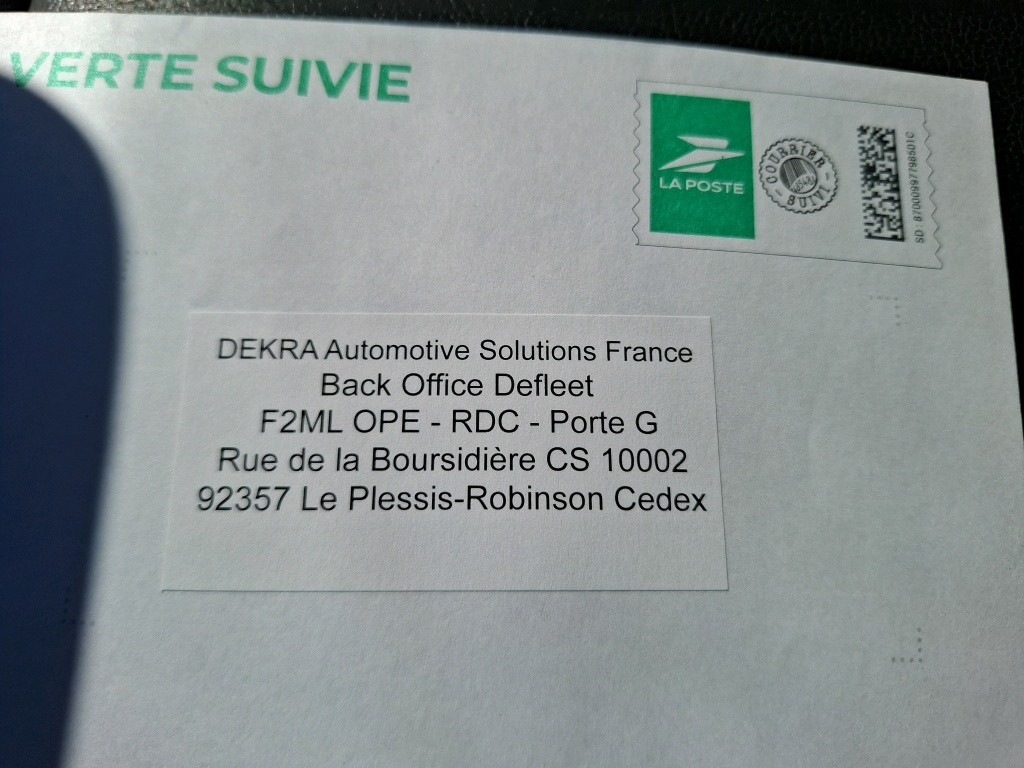 VERTE SUIVIE
LA POSTE
COURRIER
SUIVI
DEKRA Automotive Solutions France
Back Office Defleet
F2ML OPE - RDC - Porte G
Rue de la Boursidière CS 10002
92357 Le Plessis-Robinson Cedex